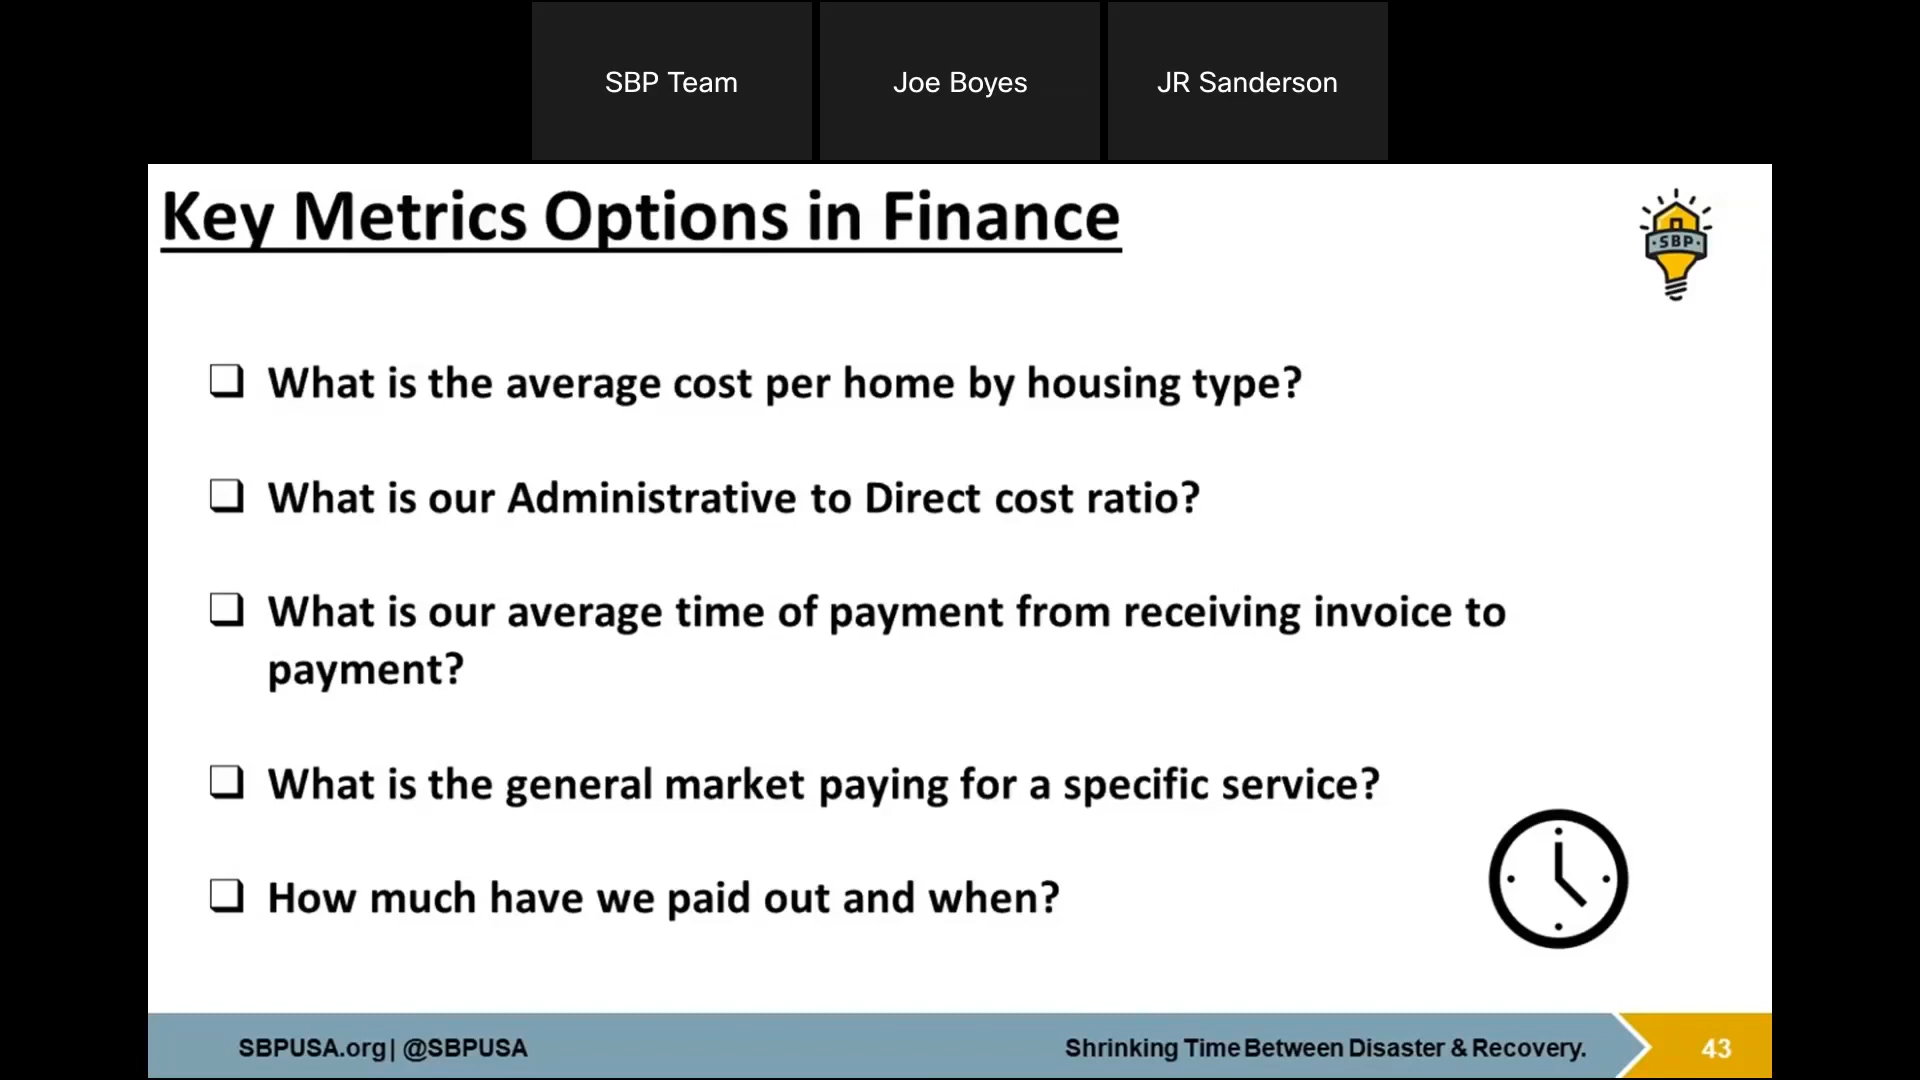 SBP Team
Joe Boyes
JR Sanderson
Key Metrics Options in Finance
·SBP·
❑ What is the average cost per home by housing type?
❑ What is our Administrative to Direct cost ratio?
❑ What is our average time of payment from receiving invoice to
payment?
❑ What is the general market paying for a specific service?
❑ How much have we paid out and when?
SBPUSA.org| @SBPUSA
Shrinking Time Between Disaster & Recovery.
43